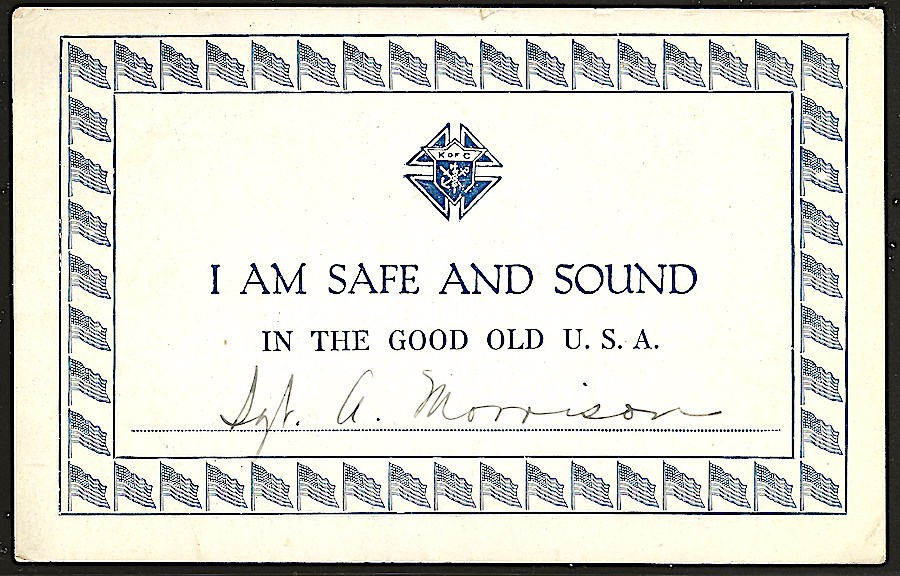 K OF C
I AM SAFE AND SOUND
IN THE GOOD OLD U. S. A.
Sgt. A. Morrison